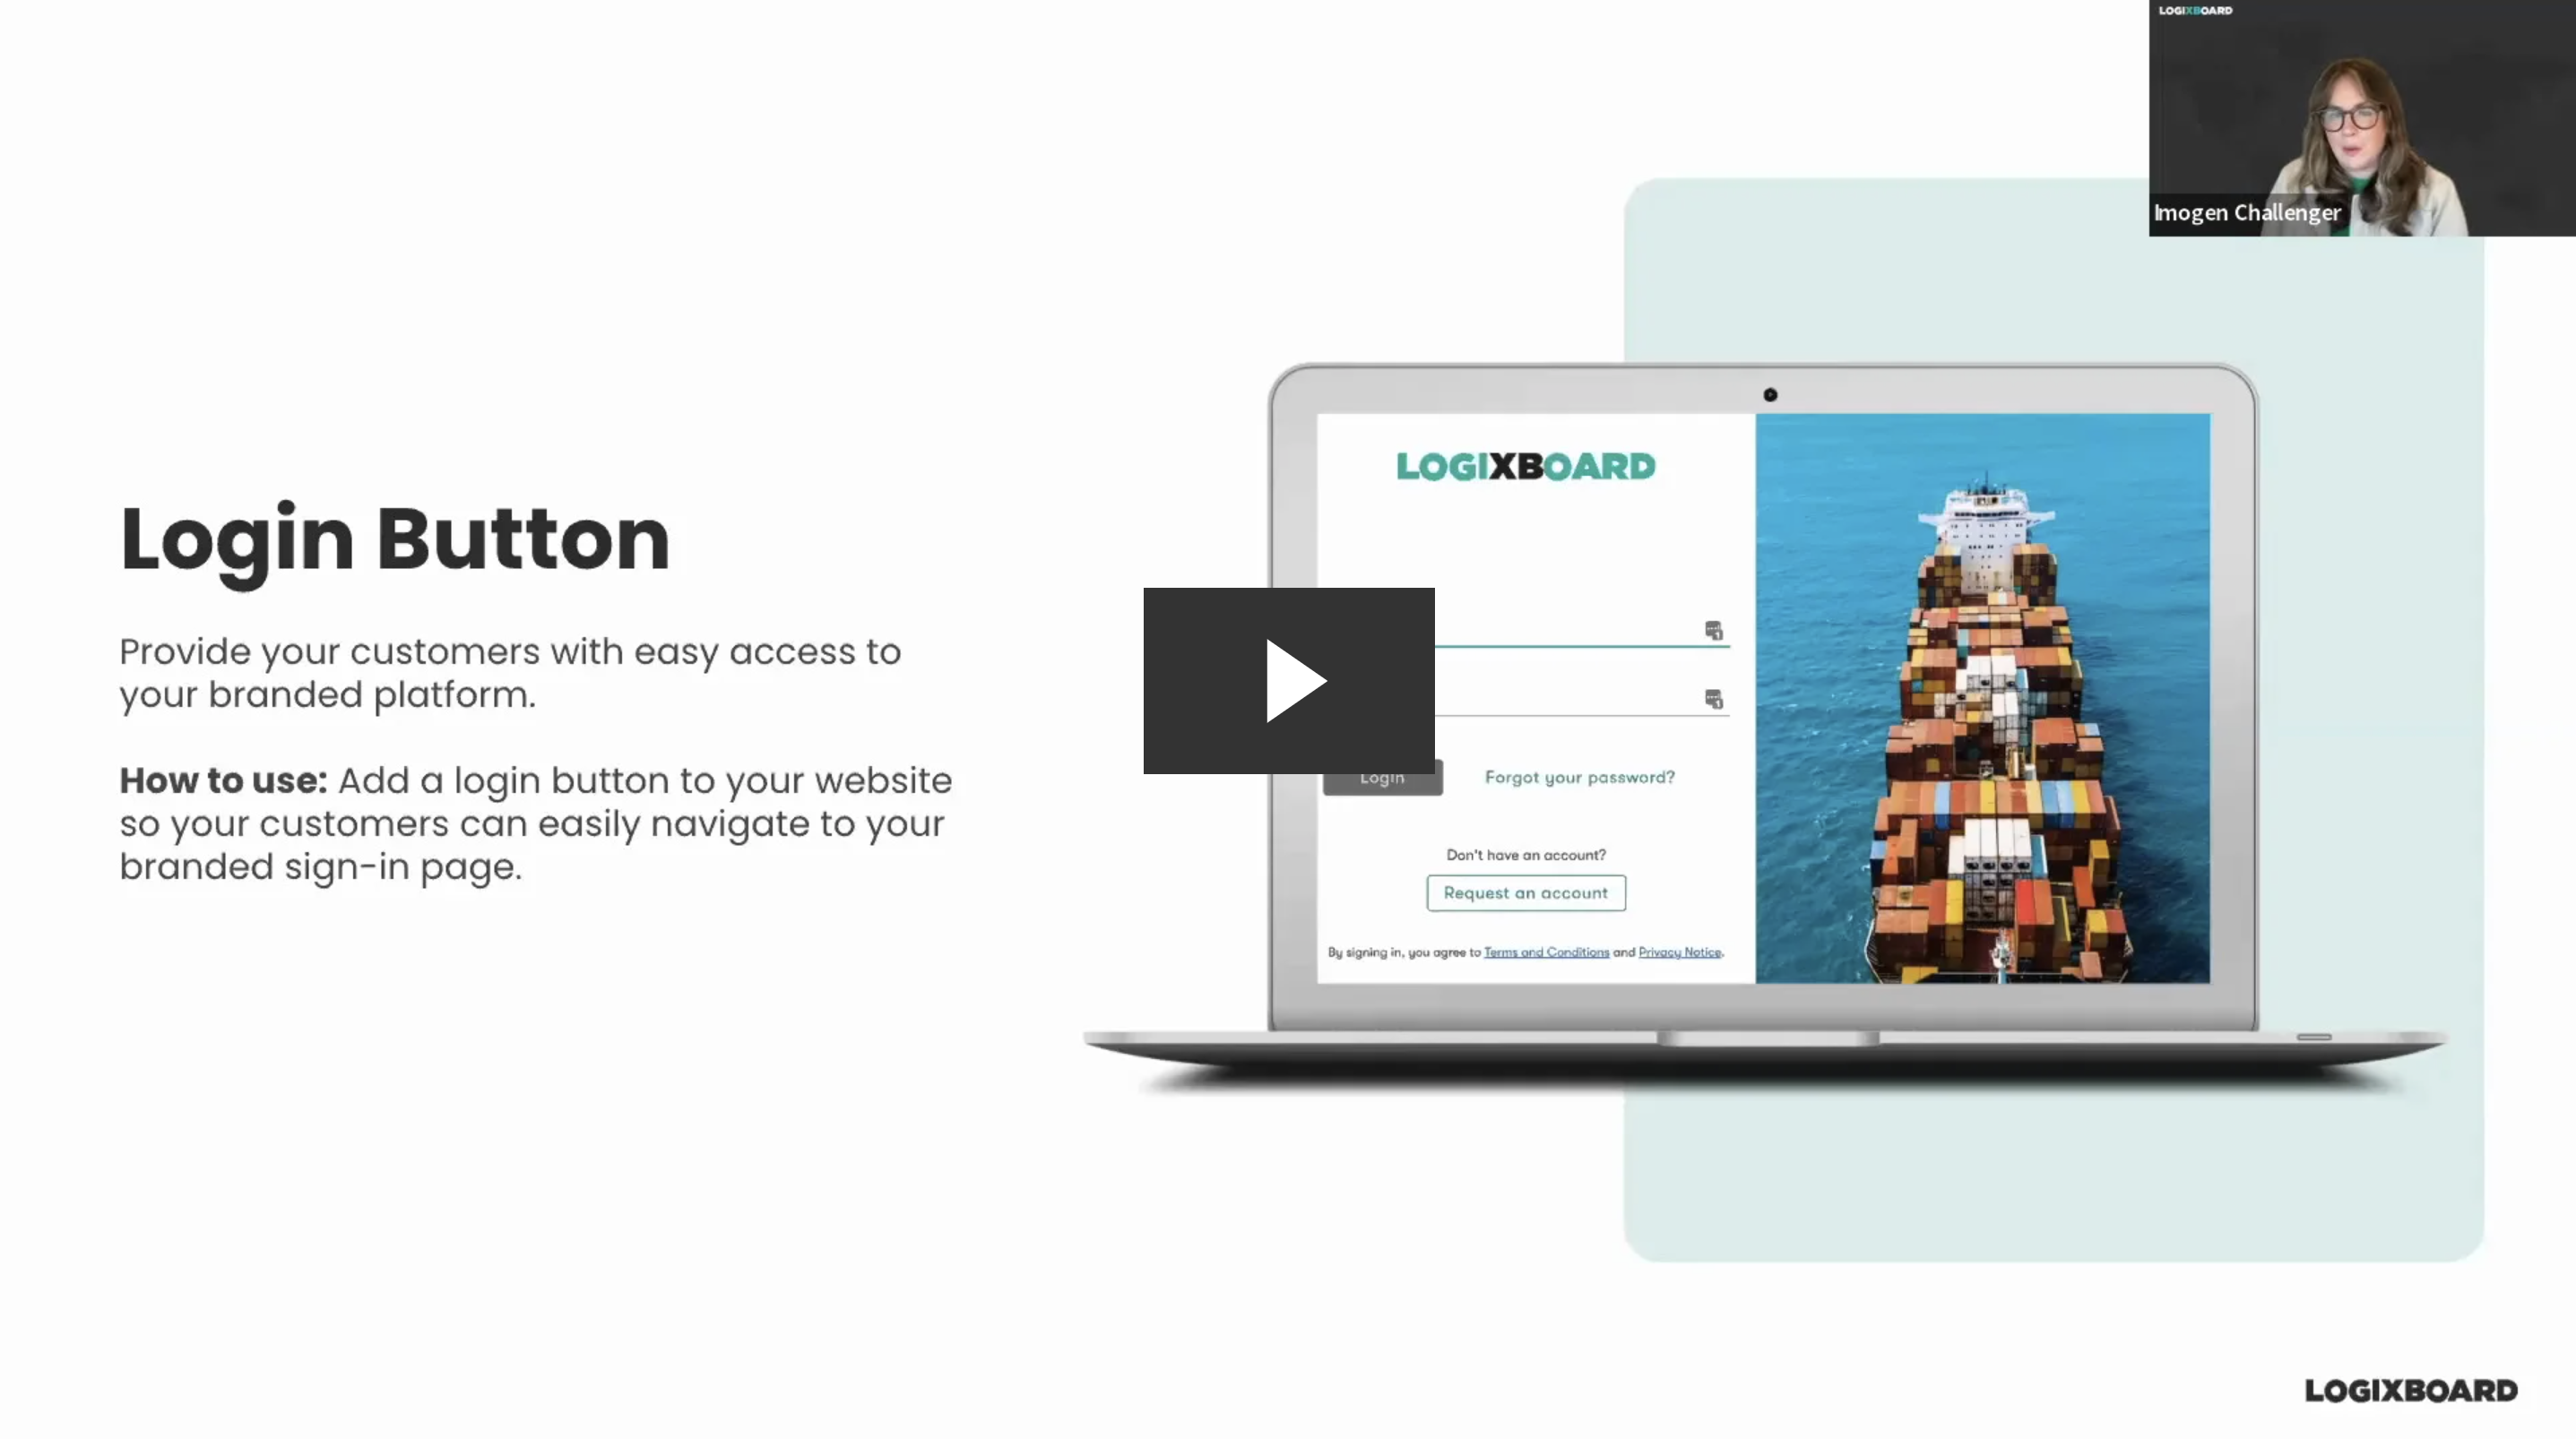 LOGIXBOARD
Imogen Challenger
Login Button
Provide your customers with easy access to
your branded platform.
How to use: Add a login button to your website
so your customers can easily navigate to your
branded sign-in page.
LOGIXBOARD
Login
Forgot your password?
Don't have an account?
Request an account
By signing in, you agree to Terms and Conditions and Privacy Notice.
LOGIXBOARD